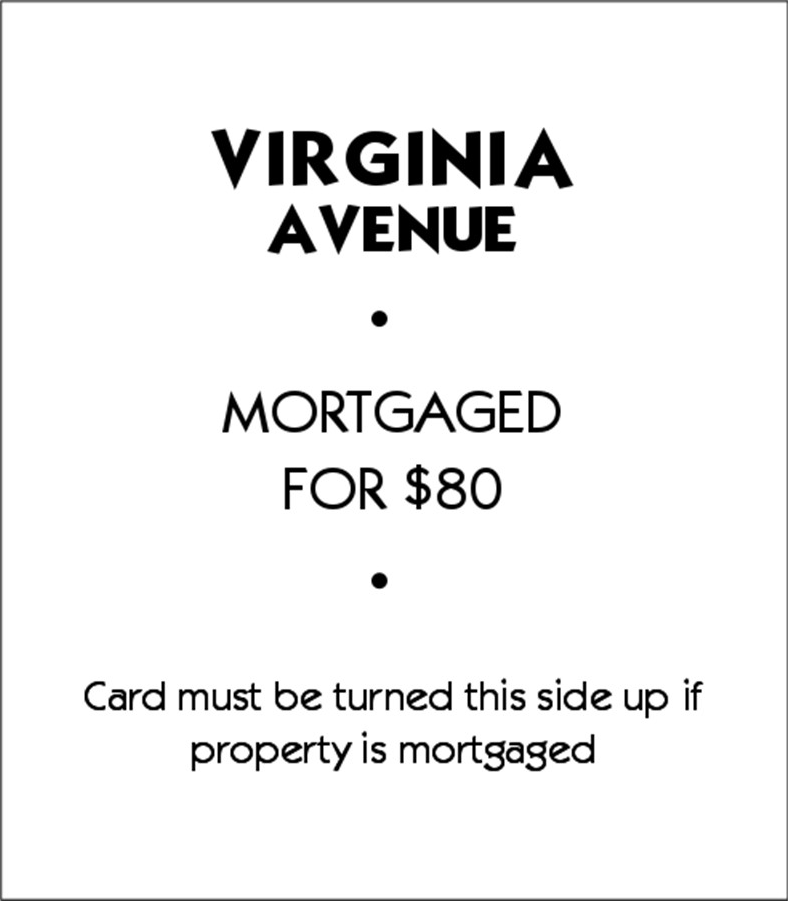 VIRGINIA
AVENUE
•
MORTGAGED
FOR $80
•
Card must be turned this side up if
property is mortgaged